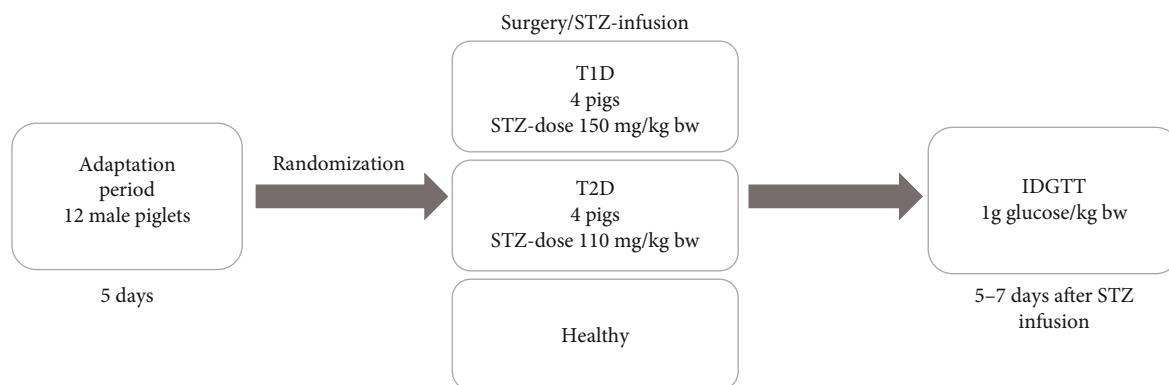 Adaptation
period
12 male piglets
5 days
Randomization
Surgery/STZ-infusion
T1D
4 pigs
STZ-dose 150 mg/kg bw
T2D
4 pigs
STZ-dose 110 mg/kg bw
Healthy
IDGTT
1g glucose/kg bw
5–7 days after STZ
infusion